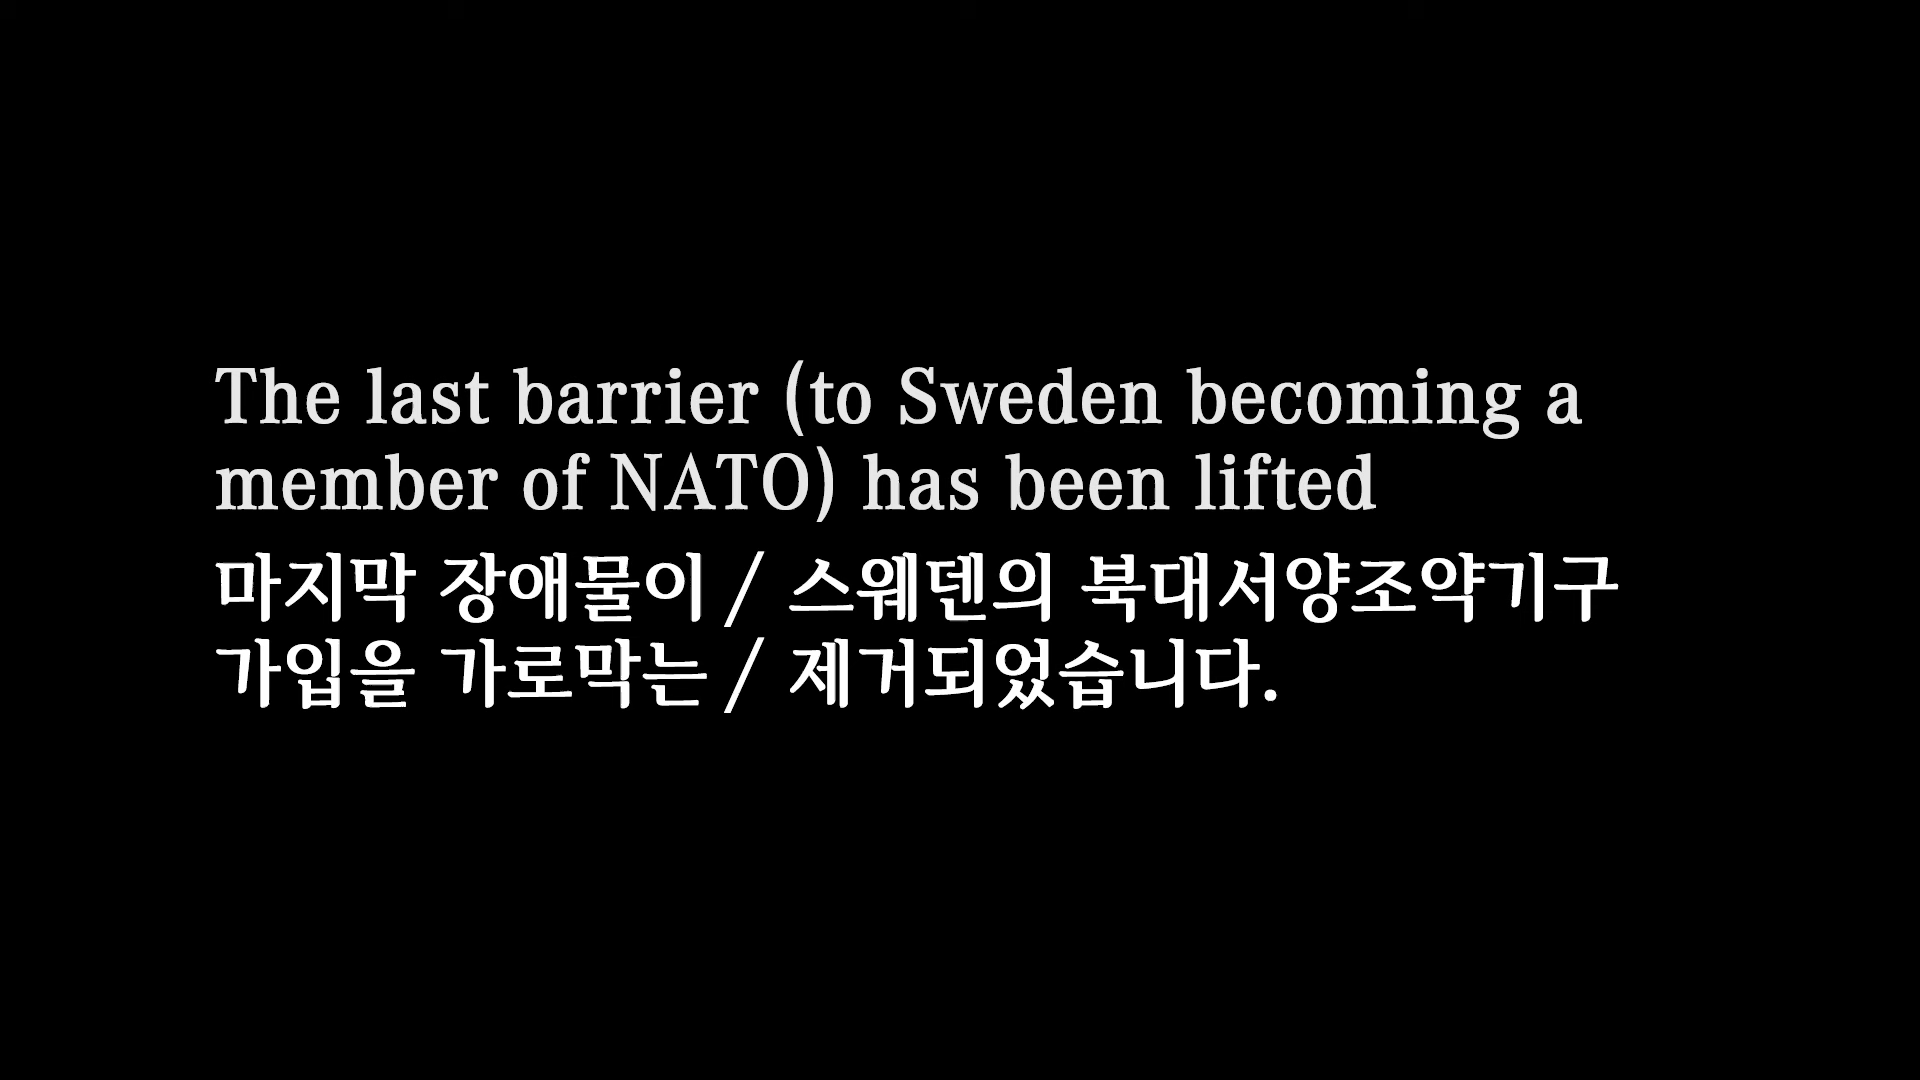 The last barrier (to Sweden becoming a
member of NATO) has been lifted
마지막 장애물이 / 스웨덴의 북대서양조약기구
가입을 가로막는 / 제거되었습니다.